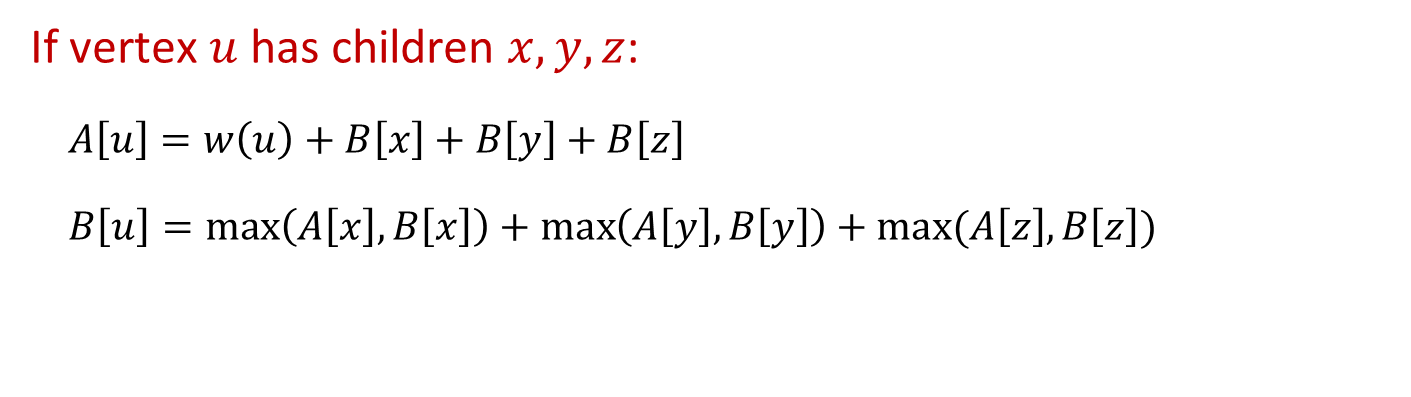 If vertex 𝑢 has children 𝑥, 𝑦, 𝑧:
𝐴[𝑢] = 𝑤(𝑢) + 𝐵[𝑥] + 𝐵[𝑦] + 𝐵[𝑧]
𝐵[𝑢] = max(𝐴[𝑥], 𝐵[𝑥]) + max(𝐴[𝑦], 𝐵[𝑦]) + max(𝐴[𝑧], 𝐵[𝑧])